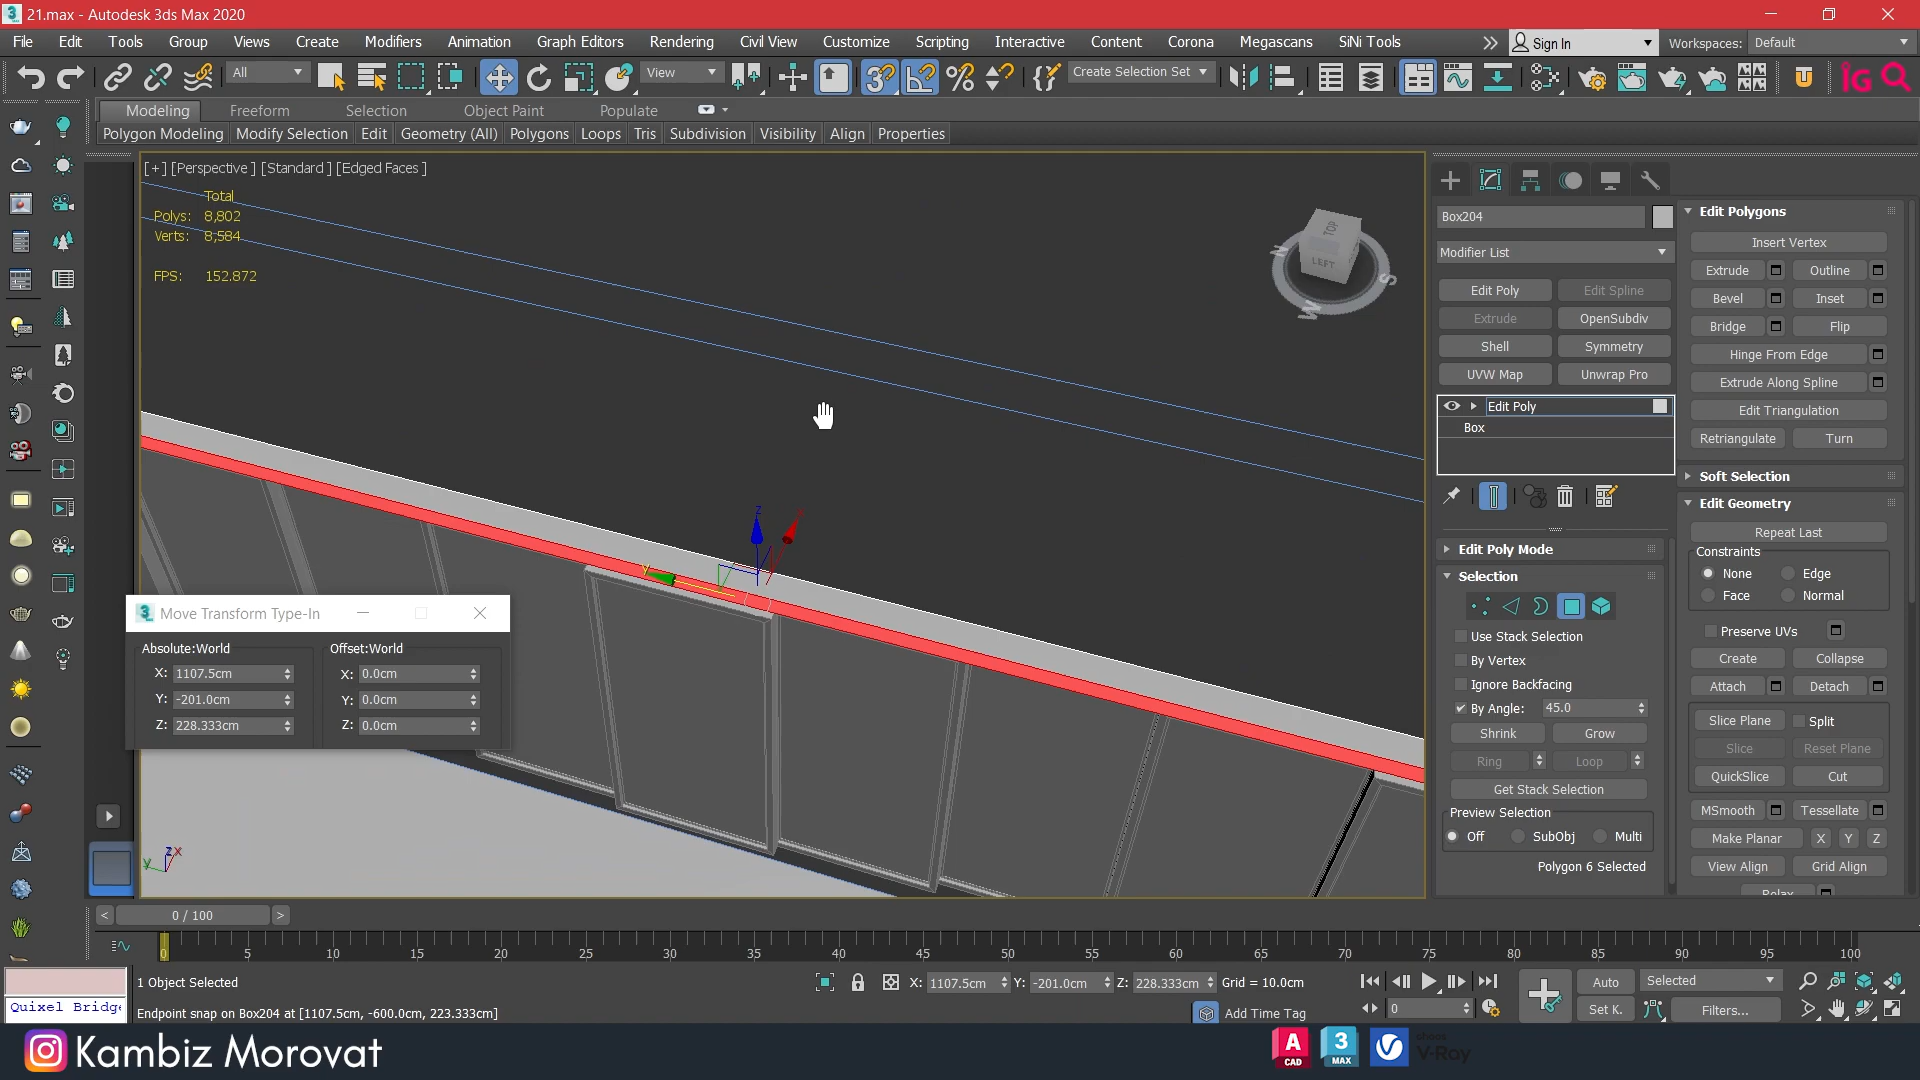 21.max - Autodesk 3ds Max 2020
File Edit Tools Group Views Create Modifiers Animation Graph Editors Rendering Civil View Customize Scripting Interactive Content Corona Megascans SiNi Tools Sign In Workspaces: Default
All View Create Selection Set IG
Modeling Freeform Selection Object Paint Populate
Polygon Modeling Modify Selection Edit Geometry (All) Polygons Loops Tris Subdivision Visibility Align Properties
[+] [Perspective ] [Standard ] [Edged Faces ]
Total
Polys: 8,802
Verts: 8,584
FPS: 152.872
TOP
LEFT
Box204
Modifier List
Edit Poly Edit Spline
Extrude OpenSubdiv
Shell Symmetry
UVW Map Unwrap Pro
Edit Poly
Box
Edit Poly Mode
Selection
Use Stack Selection
By Vertex
Ignore Backfacing
By Angle: 45.0
Shrink Grow
Ring Loop
Get Stack Selection
Preview Selection
Off SubObj Multi
Polygon 6 Selected
Edit Polygons
Insert Vertex
Extrude Outline
Bevel Inset
Bridge Flip
Hinge From Edge
Extrude Along Spline
Edit Triangulation
Retriangulate Turn
Soft Selection
Edit Geometry
Repeat Last
Constraints
None Edge
Face Normal
Preserve UVs
Create Collapse
Attach Detach
Slice Plane Split
Slice Reset Plane
QuickSlice Cut
MSmooth Tessellate
Make Planar X Y Z
View Align Grid Align
Relax
Move Transform Type-In
Absolute:World Offset:World
X: 1107.5cm X: 0.0cm
Y: -201.0cm Y: 0.0cm
Z: 228.333cm Z: 0.0cm
0 / 100
0 5 10 15 20 25 30 35 40 45 50 55 60 65 70 75 80 85 90 95 100
1 Object Selected X: 1107.5cm Y: -201.0cm Z: 228.333cm Grid = 10.0cm Auto Selected
Quixel Bridge Endpoint snap on Box204 at [1107.5cm, -600.0cm, 223.333cm] Add Time Tag 0 Set K. Filters...
Kambiz Morovat A CAD 3 MAX chaos V-Ray